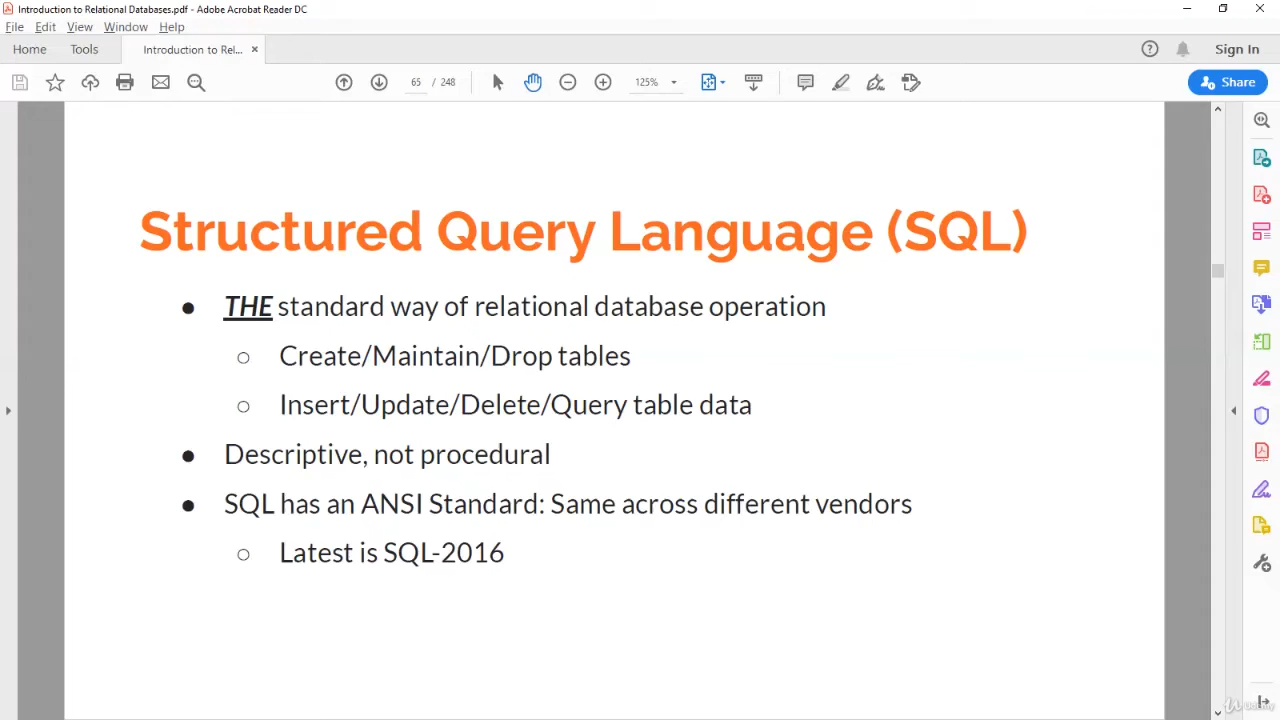 Introduction to Relational Databases.pdf - Adobe Acrobat Reader DC
File Edit View Window Help
Home Tools Introduction to Rel... × Sign In
65 / 248 125% Share
Structured Query Language (SQL)
● THE standard way of relational database operation
○ Create/Maintain/Drop tables
○ Insert/Update/Delete/Query table data
● Descriptive, not procedural
● SQL has an ANSI Standard: Same across different vendors
○ Latest is SQL-2016